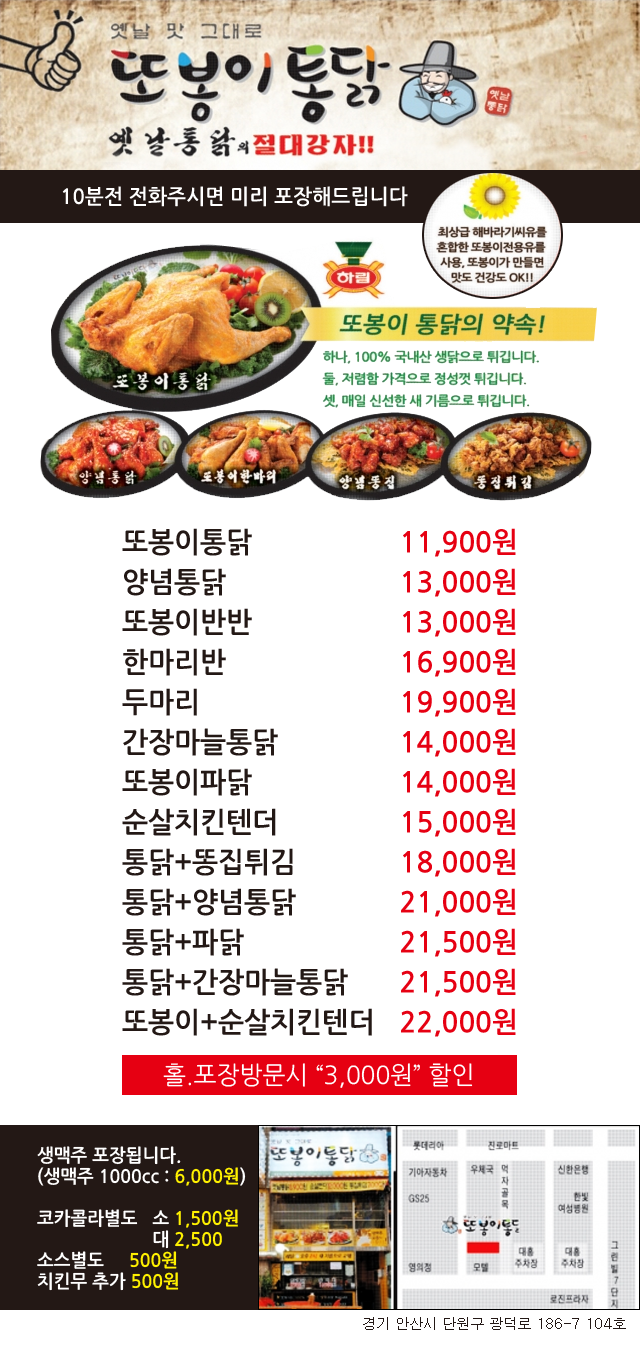 옛날 맛 그대로
또봉이통닭
옛날통닭
옛날통닭의절대강자!!
10분전 전화주시면 미리 포장해드립니다
최상급 해바라기씨유를
혼합한 또봉이전용유를
사용, 또봉이가 만들면
맛도 건강도 OK!!
하림
또봉이 통닭의 약속!
하나, 100% 국내산 생닭으로 튀깁니다.
둘, 저렴함 가격으로 정성껏 튀깁니다.
셋, 매일 신선한 새 기름으로 튀깁니다.
또봉이통닭
양념통닭
또봉이한마리
양념똥집
똥집튀김
또봉이통닭 11,900원
양념통닭 13,000원
또봉이반반 13,000원
한마리반 16,900원
두마리 19,900원
간장마늘통닭 14,000원
또봉이파닭 14,000원
순살치킨텐더 15,000원
통닭+똥집튀김 18,000원
통닭+양념통닭 21,000원
통닭+파닭 21,500원
통닭+간장마늘통닭 21,500원
또봉이+순살치킨텐더 22,000원
홀.포장방문시 “3,000원” 할인
생맥주 포장됩니다.
(생맥주 1000cc : 6,000원)
코카콜라별도 소 1,500원
대 2,500
소스별도 500원
치킨무 추가 500원
옛날 맛 그대로
또봉이통닭
롯데리아
진로마트
기아자동차
우체국
먹자골목
신한은행
GS25
한빛
여성병원
또봉이통닭
영의정
모텔
대흥
주차장
대흥
주차장
그린빌7단지
로진프라자
경기 안산시 단원구 광덕로 186-7 104호